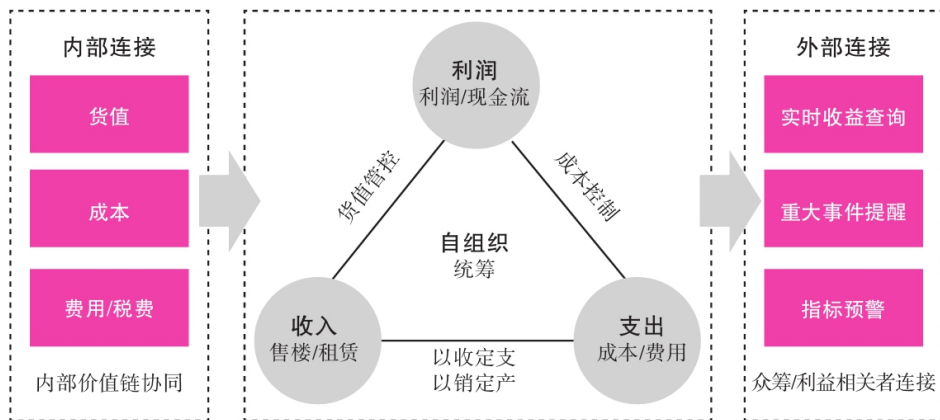 内部连接
货值
成本
费用/税费
内部价值链协同
利润
利润/现金流
货值管控
成本控制
自组织
统筹
收入
售楼/租赁
以收定支
以销定产
支出
成本/费用
外部连接
实时收益查询
重大事件提醒
指标预警
众筹/利益相关者连接